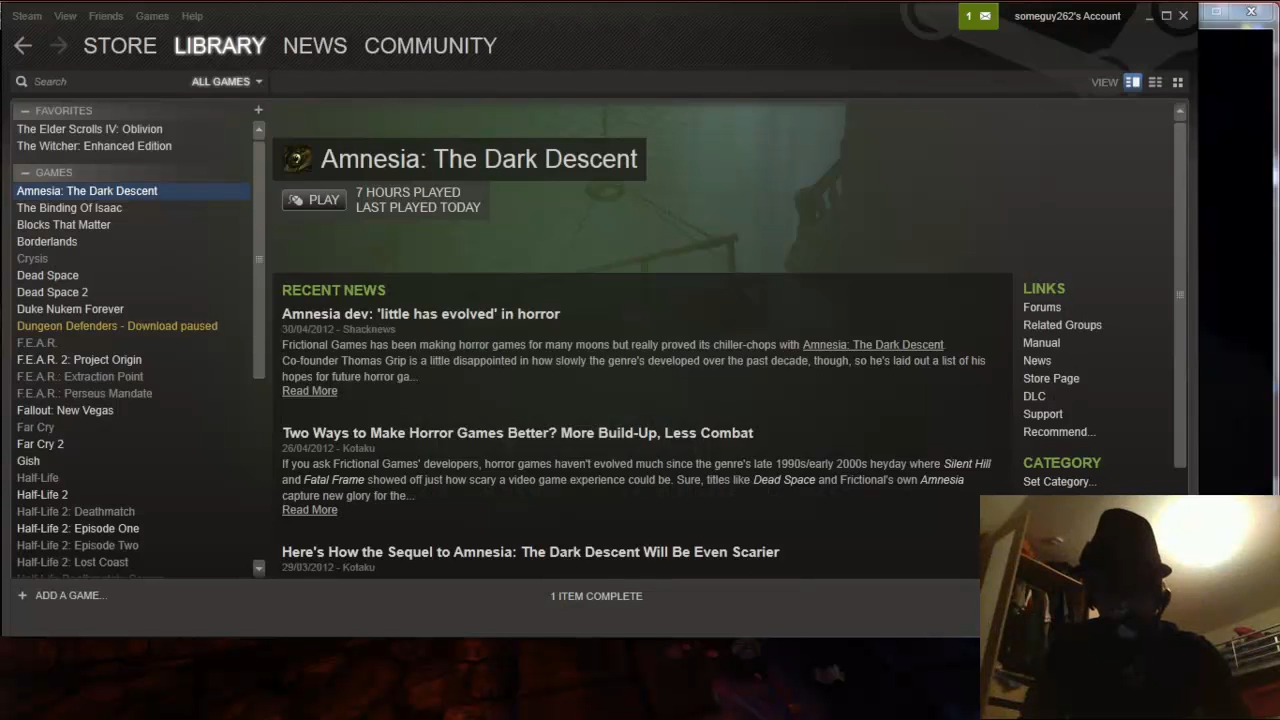 Steam View Friends Games Help
1
someguy262's Account
STORE LIBRARY NEWS COMMUNITY
Search
ALL GAMES
VIEW
FAVORITES
The Elder Scrolls IV: Oblivion
The Witcher: Enhanced Edition
GAMES
Amnesia: The Dark Descent
The Binding Of Isaac
Blocks That Matter
Borderlands
Crysis
Dead Space
Dead Space 2
Duke Nukem Forever
Dungeon Defenders - Download paused
F.E.A.R.
F.E.A.R. 2: Project Origin
F.E.A.R.: Extraction Point
F.E.A.R.: Perseus Mandate
Fallout: New Vegas
Far Cry
Far Cry 2
Gish
Half-Life
Half-Life 2
Half-Life 2: Deathmatch
Half-Life 2: Episode One
Half-Life 2: Episode Two
Half-Life 2: Lost Coast
ADD A GAME...
Amnesia: The Dark Descent
PLAY
7 HOURS PLAYED
LAST PLAYED TODAY
RECENT NEWS
Amnesia dev: 'little has evolved' in horror
30/04/2012 - Shacknews
Frictional Games has been making horror games for many moons but really proved its chiller-chops with Amnesia: The Dark Descent.
Co-founder Thomas Grip is a little disappointed in how slowly the genre's developed over the past decade, though, so he's laid out a list of his
hopes for future horror ga...
Read More
Two Ways to Make Horror Games Better? More Build-Up, Less Combat
26/04/2012 - Kotaku
If you ask Frictional Games' developers, horror games haven't evolved much since the genre's late 1990s/early 2000s heyday where Silent Hill
and Fatal Frame showed off just how scary a video game experience could be. Sure, titles like Dead Space and Frictional's own Amnesia
capture new glory for the...
Read More
Here's How the Sequel to Amnesia: The Dark Descent Will Be Even Scarier
29/03/2012 - Kotaku
LINKS
Forums
Related Groups
Manual
News
Store Page
DLC
Support
Recommend...
CATEGORY
Set Category...
1 ITEM COMPLETE